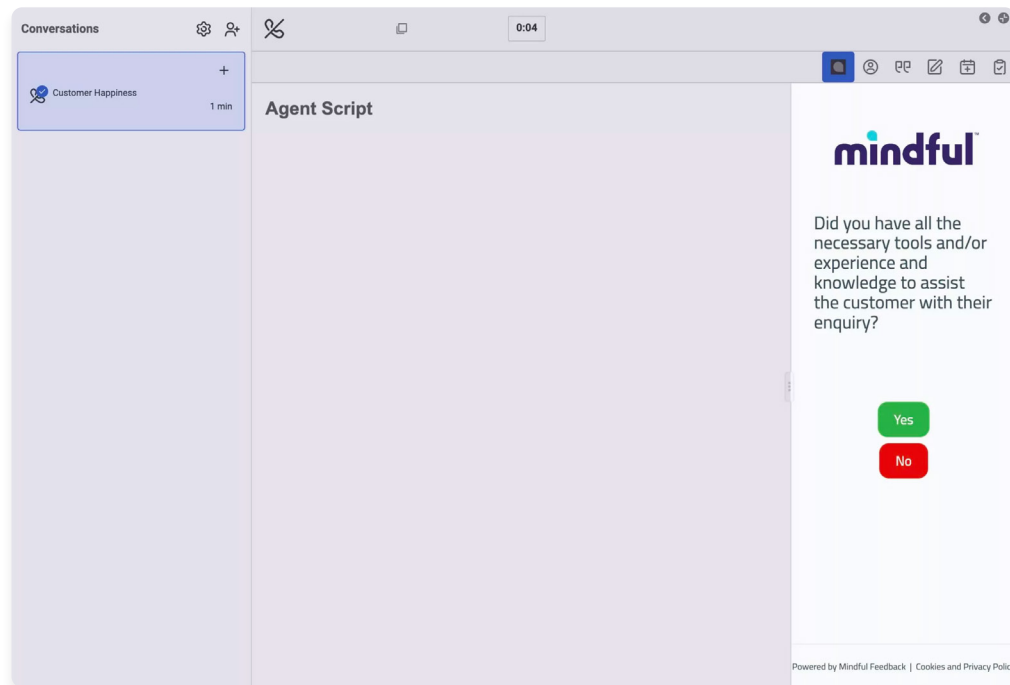 Conversations
0:04
Customer Happiness
1 min
Agent Script
mindful™
Did you have all the
necessary tools and/or
experience and
knowledge to assist
the customer with their
enquiry?
Yes
No
Powered by Mindful Feedback | Cookies and Privacy Polic